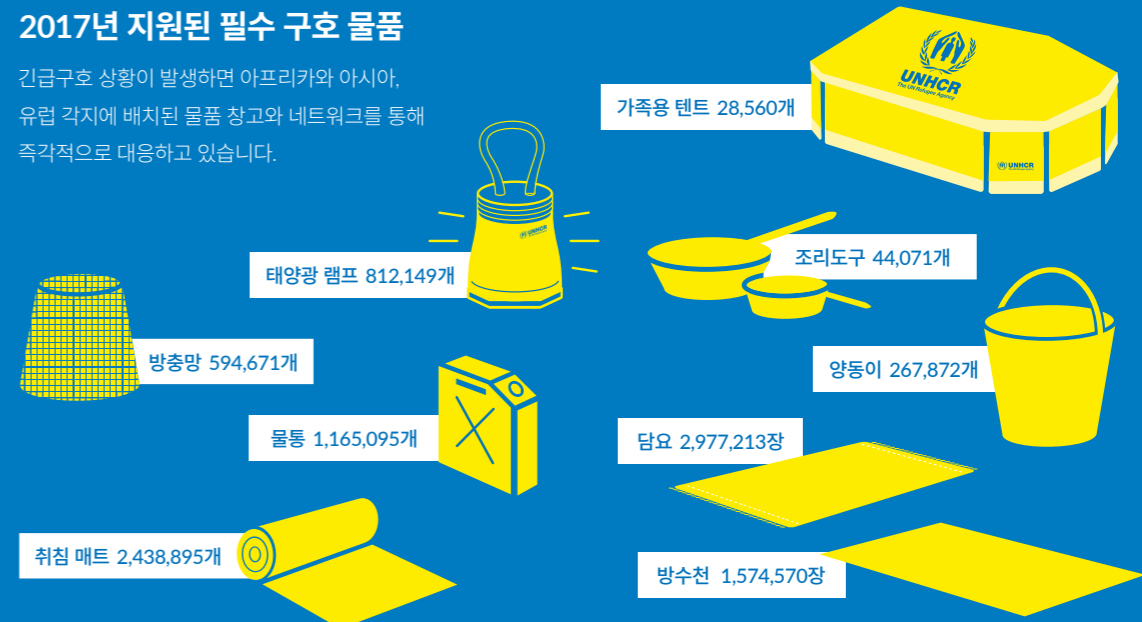 2017년 지원된 필수 구호 물품
긴급구호 상황이 발생하면 아프리카와 아시아,
유럽 각지에 배치된 물품 창고와 네트워크를 통해
즉각적으로 대응하고 있습니다.
UNHCR
The UN Refugee Agency
가족용 텐트 28,560개
UNHCR
UNHCR
태양광 램프 812,149개
조리도구 44,071개
방충망 594,671개
양동이 267,872개
물통 1,165,095개
담요 2,977,213장
취침 매트 2,438,895개
방수천 1,574,570장